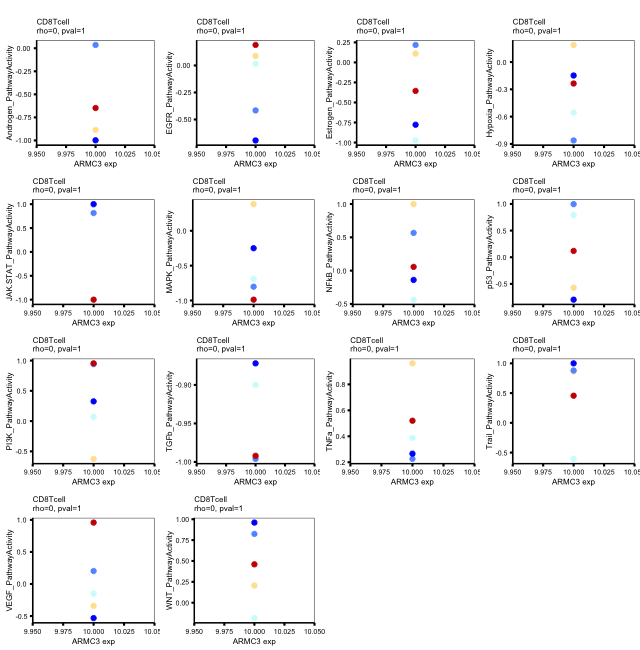 CD8Tcell
rho=0, pval=1
Androgen_PathwayActivity
0.00
-0.25
-0.50
-0.75
-1.00
9.950 9.975 10.000 10.025 10.05
ARMC3 exp
CD8Tcell
rho=0, pval=1
EGFR_PathwayActivity
0.00
-0.50
9.950 9.975 10.000 10.025 10.05
ARMC3 exp
CD8Tcell
rho=0, pval=1
Estrogen_PathwayActivity
0.25
0.00
-0.25
-0.50
-0.75
-1.00
9.950 9.975 10.000 10.025 10.05
ARMC3 exp
CD8Tcell
rho=0, pval=1
Hypoxia_PathwayActivity
0.0
-0.3
-0.6
-0.9
9.950 9.975 10.000 10.025 10.05
ARMC3 exp
CD8Tcell
rho=0, pval=1
JAK.STAT_PathwayActivity
1.0
0.5
0.0
-0.5
-1.0
9.950 9.975 10.000 10.025 10.05
ARMC3 exp
CD8Tcell
rho=0, pval=1
MAPK_PathwayActivity
0.0
-0.5
-1.0
9.950 9.975 10.000 10.025 10.05
ARMC3 exp
CD8Tcell
rho=0, pval=1
NFkB_PathwayActivity
1.0
0.5
0.0
-0.5
9.950 9.975 10.000 10.025 10.05
ARMC3 exp
CD8Tcell
rho=0, pval=1
p53_PathwayActivity
1.0
0.5
0.0
-0.5
9.950 9.975 10.000 10.025 10.05
ARMC3 exp
CD8Tcell
rho=0, pval=1
PI3K_PathwayActivity
1.0
0.5
0.0
-0.5
9.950 9.975 10.000 10.025 10.05
ARMC3 exp
CD8Tcell
rho=0, pval=1
TGFb_PathwayActivity
-0.90
-0.95
-1.00
9.950 9.975 10.000 10.025 10.05
ARMC3 exp
CD8Tcell
rho=0, pval=1
TNFa_PathwayActivity
0.8
0.6
0.4
0.2
9.950 9.975 10.000 10.025 10.05
ARMC3 exp
CD8Tcell
rho=0, pval=1
Trail_PathwayActivity
1.0
0.5
0.0
-0.5
9.950 9.975 10.000 10.025 10.05
ARMC3 exp
CD8Tcell
rho=0, pval=1
VEGF_PathwayActivity
1.0
0.5
0.0
-0.5
9.950 9.975 10.000 10.025 10.05
ARMC3 exp
CD8Tcell
rho=0, pval=1
WNT_PathwayActivity
1.00
0.75
0.50
0.25
0.00
9.950 9.975 10.000 10.025 10.050
ARMC3 exp